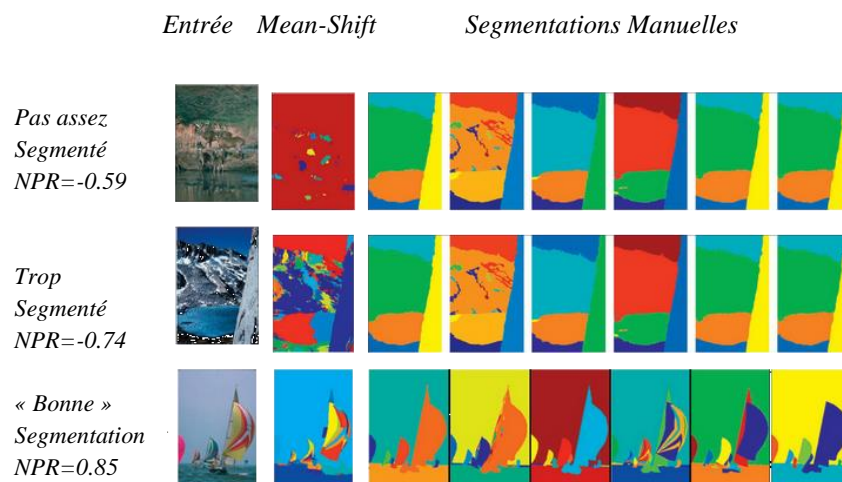 Entrée Mean-Shift Segmentations Manuelles
Pas assez
Segmenté
NPR=-0.59
Trop
Segmenté
NPR=-0.74
« Bonne »
Segmentation
NPR=0.85